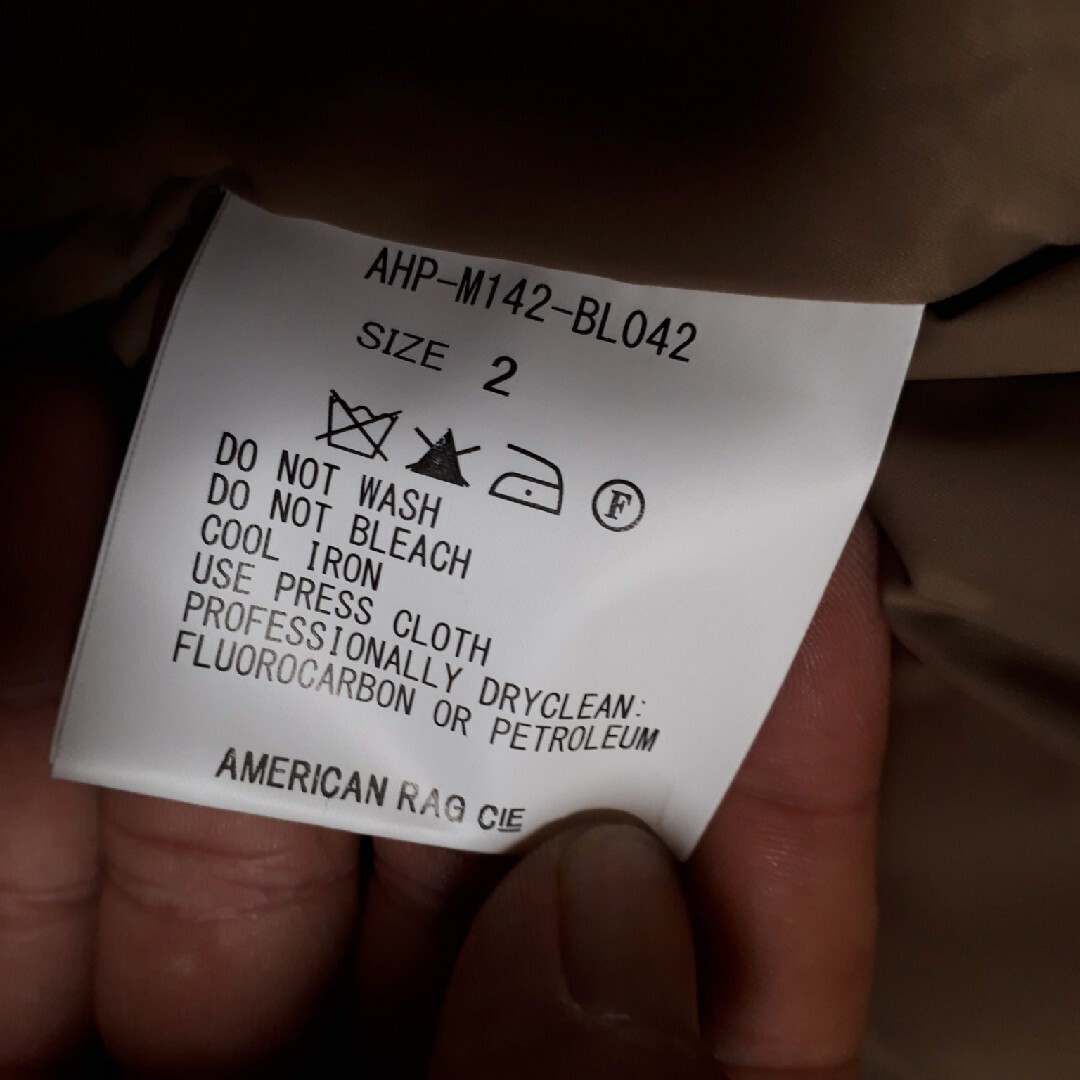 AHP-M142-BL042
SIZE 2
F
DO NOT WASH
DO NOT BLEACH
COOL IRON
USE PRESS CLOTH
PROFESSIONALLY DRYCLEAN:
FLUOROCARBON OR PETROLEUM
AMERICAN RAG CIE